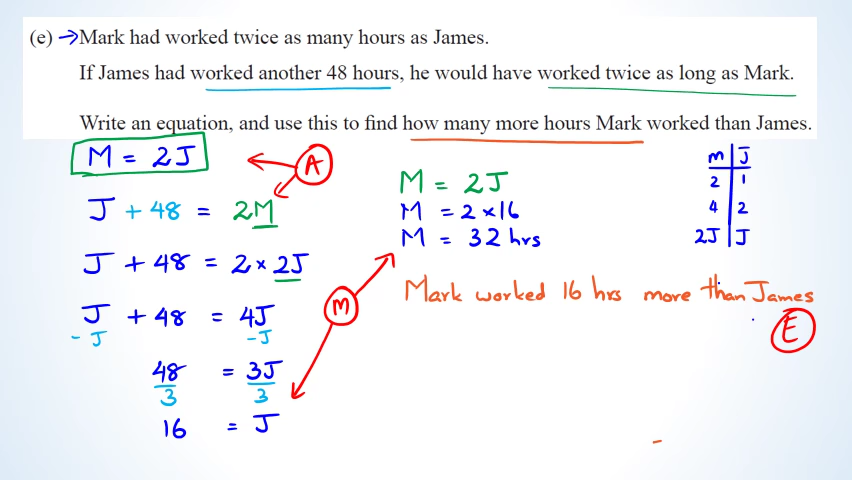 (e) → Mark had worked twice as many hours as James.
If James had worked another 48 hours, he would have worked twice as long as Mark.
Write an equation, and use this to find how many more hours Mark worked than James.
M = 2J
A
J + 48 = 2M
J + 48 = 2 × 2J
J + 48 = 4J
- J -J
48 = 3J
3 3
16 = J
M
M = 2J
M = 2 × 16
M = 32 hrs
Mark worked 16 hrs more than James
E
M J
2 1
4 2
2J J